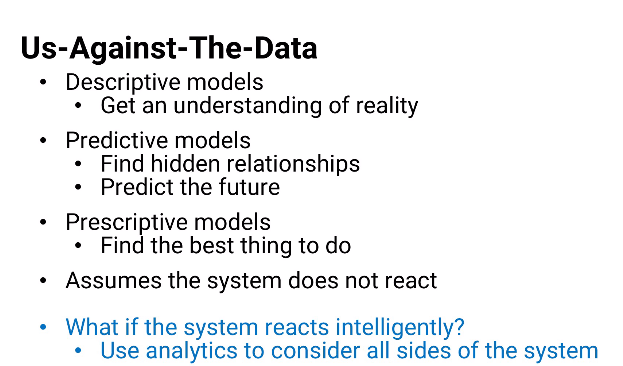 Us-Against-The-Data
• Descriptive models
• Get an understanding of reality
• Predictive models
• Find hidden relationships
• Predict the future
• Prescriptive models
• Find the best thing to do
• Assumes the system does not react
• What if the system reacts intelligently?
• Use analytics to consider all sides of the system